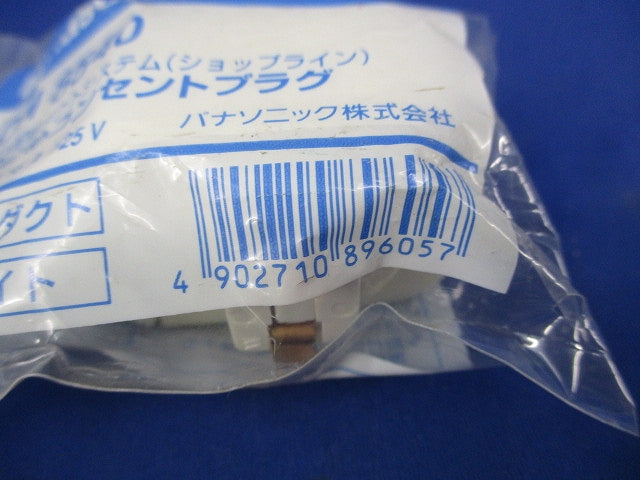 ステム(ショップライン)
セントプラグ
25V
パナソニック株式会社
ダクト
イト
4 902710 896057